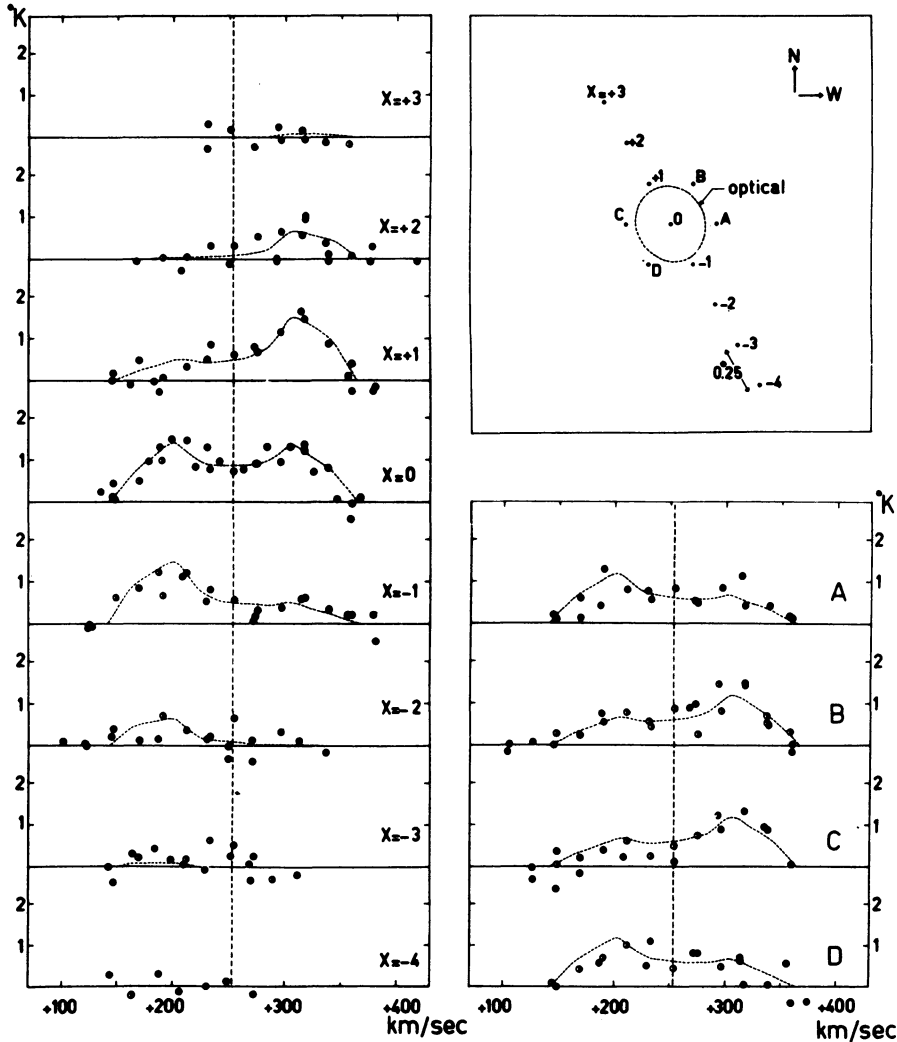 °K
2
1
X=+3
2
1
X=+2
2
1
X=+1
2
1
X=0
2
1
X=-1
2
1
X=-2
2
1
X=-3
2
1
X=-4
+100
+200
+300
+400
km/sec
N
W
X=+3
+2
+1
B
optical
C
0
A
D
-1
-2
-3
0.25
-4
°K
2
1
A
2
1
B
2
1
C
2
1
D
+100
+200
+300
+400
km/sec